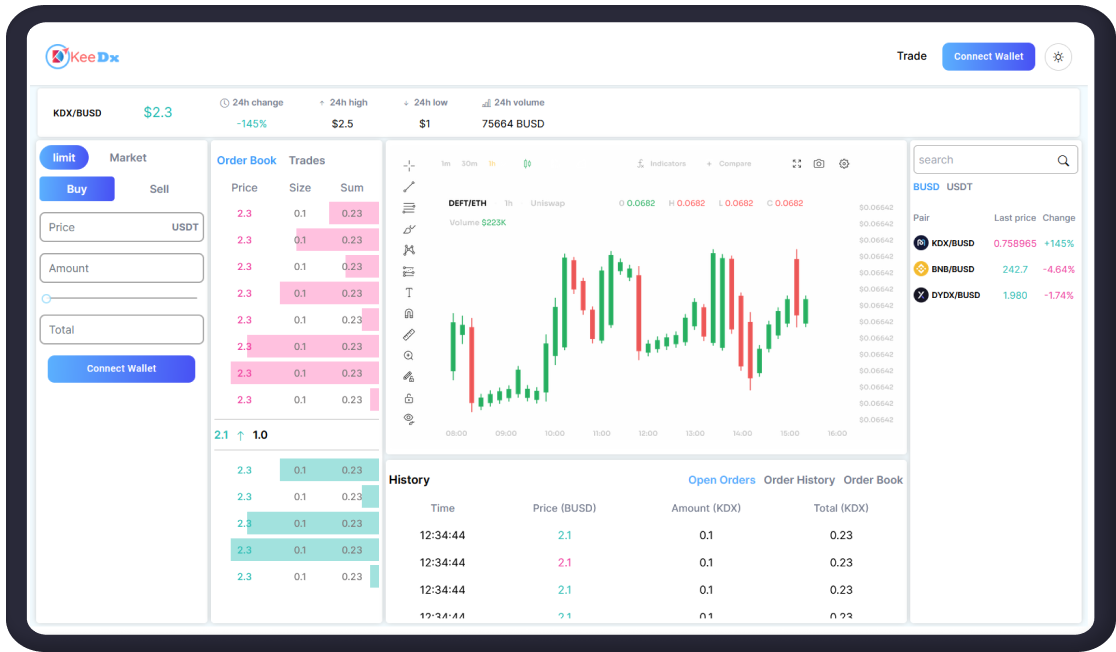 KeeDx
Trade
Connect Wallet
KDX/BUSD
$2.3
24h change
-145%
24h high
$2.5
24h low
$1
24h volume
75664 BUSD
limit Market
Buy Sell
Price USDT
Amount
Total
Connect Wallet
Order Book Trades
Price Size Sum
2.3 0.1 0.23
2.3 0.1 0.23
2.3 0.1 0.23
2.3 0.1 0.23
2.3 0.1 0.23
2.3 0.1 0.23
2.3 0.1 0.23
2.3 0.1 0.23
2.1 ↑ 1.0
2.3 0.1 0.23
2.3 0.1 0.23
2.3 0.1 0.23
2.3 0.1 0.23
2.3 0.1 0.23
1m 30m 1h Indicators + Compare
T
DEFT/ETH 1h Uniswap O 0.0682 H 0.0682 L 0.0682 C 0.0682
Volume $223K
$0.06642
$0.06642
$0.06642
$0.06642
$0.06642
$0.06642
$0.06642
$0.06642
$0.06642
$0.06642
$0.06642
$0.06642
$0.06642
$0.06642
08:00 09:00 10:00 11:00 12:00 13:00 14:00 15:00 16:00
History Open Orders Order History Order Book
Time Price (BUSD) Amount (KDX) Total (KDX)
12:34:44 2.1 0.1 0.23
12:34:44 2.1 0.1 0.23
12:34:44 2.1 0.1 0.23
12:34:44 2.1 0.1 0.23
search
BUSD USDT
Pair Last price Change
KDX/BUSD 0.758965 +145%
BNB/BUSD 242.7 -4.64%
DYDX/BUSD 1.980 -1.74%